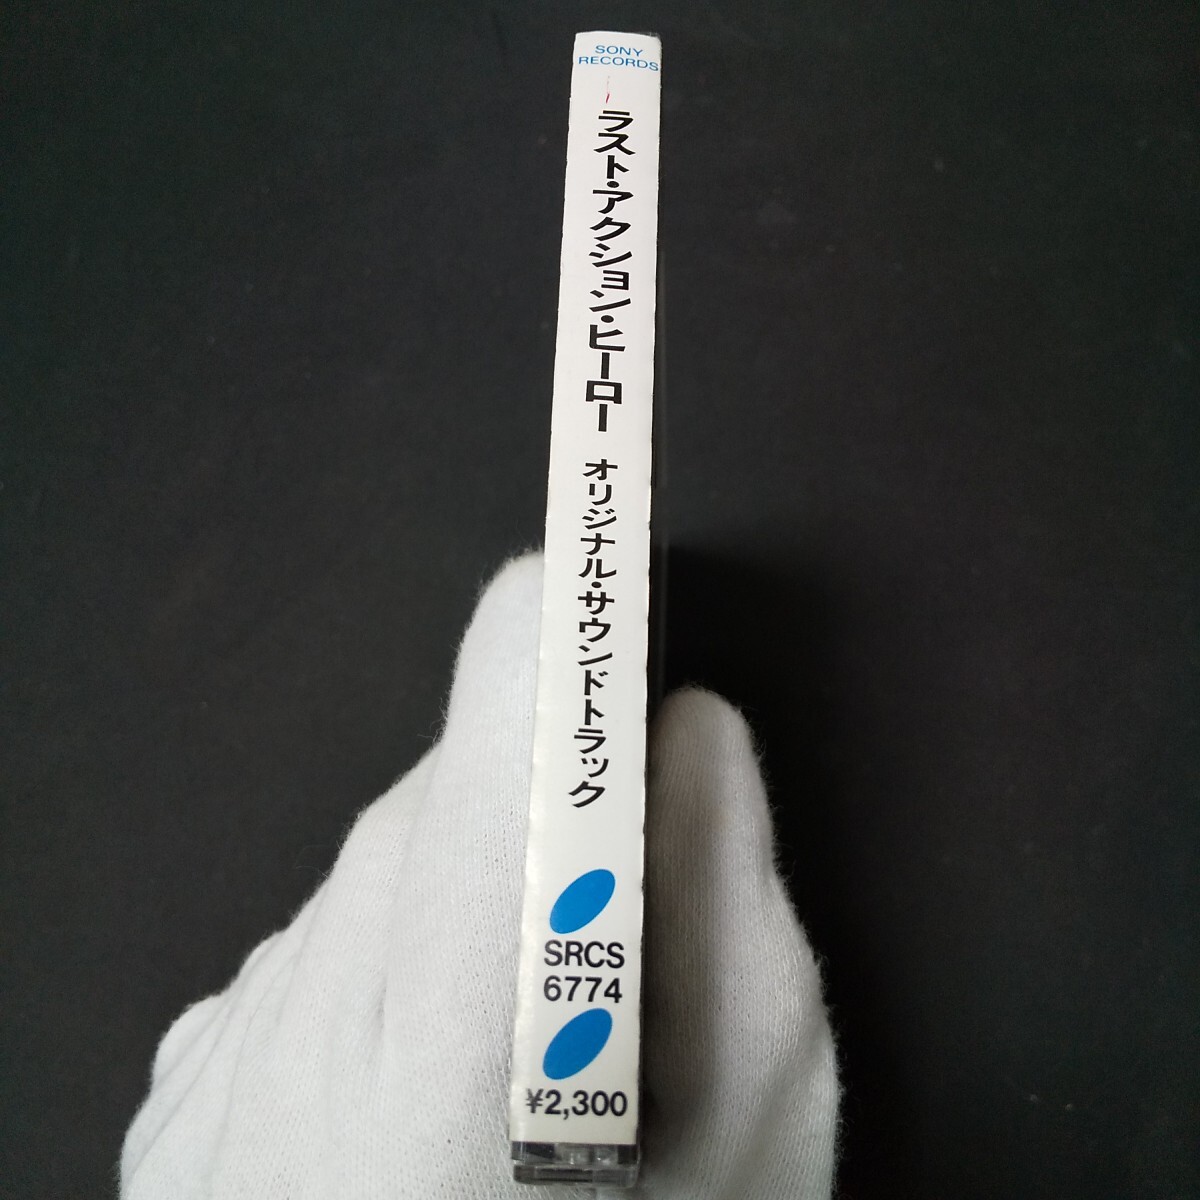 SONY
RECORDS
ラスト・アクション・ヒーロー オリジナル・サウンドトラック
SRCS
6774
¥2,300